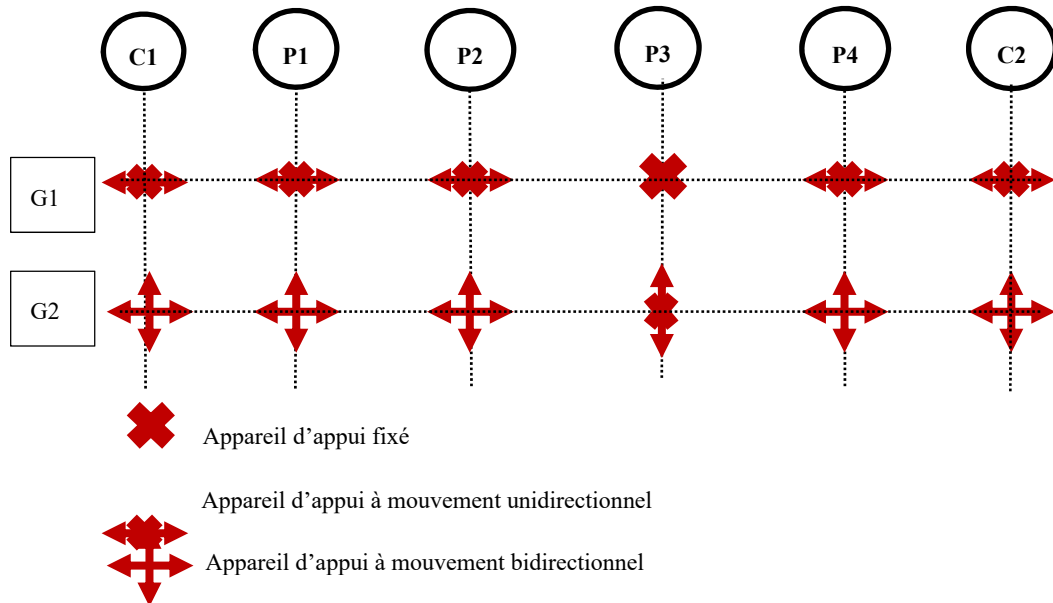 C1 P1 P2 P3 P4 C2
G1
G2
Appareil d’appui fixé
Appareil d’appui à mouvement unidirectionnel
Appareil d’appui à mouvement bidirectionnel